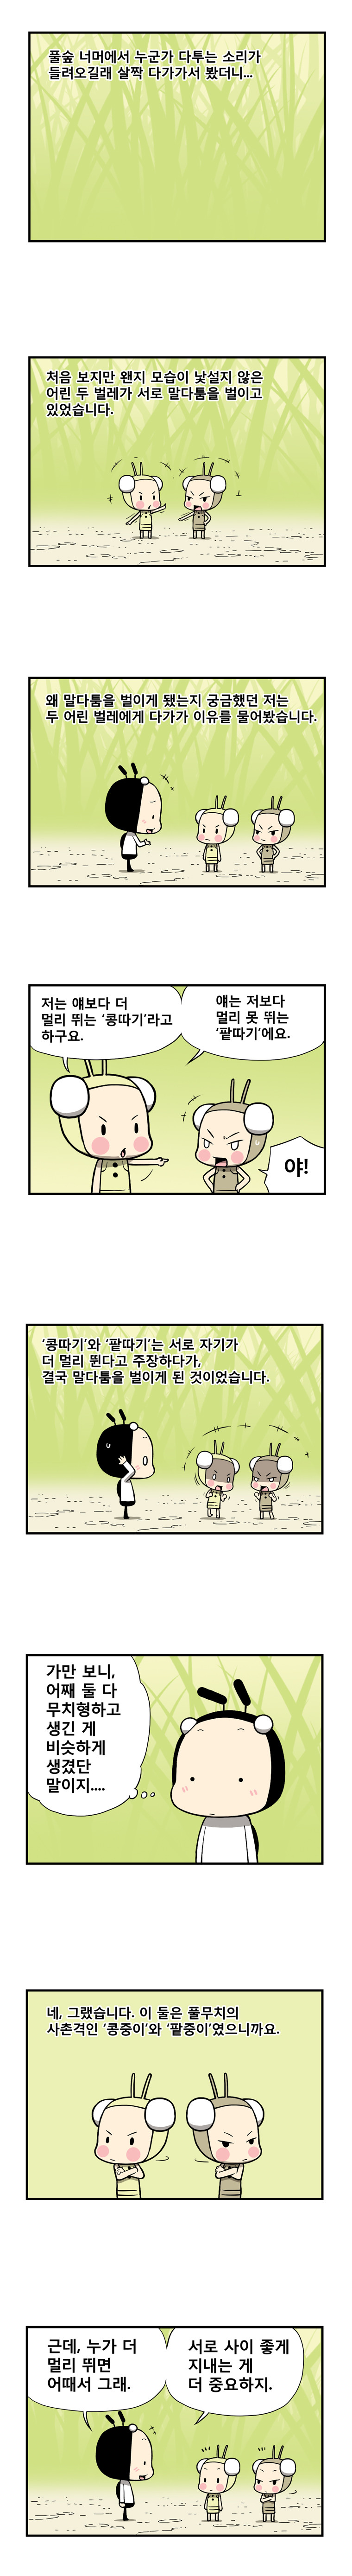 풀숲 너머에서 누군가 다투는 소리가
들려오길래 살짝 다가가서 봤더니...
처음 보지만 왠지 모습이 낯설지 않은
어린 두 벌레가 서로 말다툼을 벌이고
있었습니다.
왜 말다툼을 벌이게 됐는지 궁금했던 저는
두 어린 벌레에게 다가가 이유를 물어봤습니다.
저는 얘보다 더
멀리 뛰는 '콩따기'라고
하구요.
얘는 저보다
멀리 못 뛰는
'팥따기'에요.
야!
'콩따기'와 '팥따기'는 서로 자기가
더 멀리 뛴다고 주장하다가,
결국 말다툼을 벌이게 된 것이었습니다.
가만 보니,
어째 둘 다
무치형하고
생긴 게
비슷하게
생겼단
말이지....
네, 그랬습니다. 이 둘은 풀무치의
사촌격인 '콩중이'와 '팥중이'였으니까요.
근데, 누가 더
멀리 뛰면
어때서 그래.
서로 사이 좋게
지내는 게
더 중요하지.